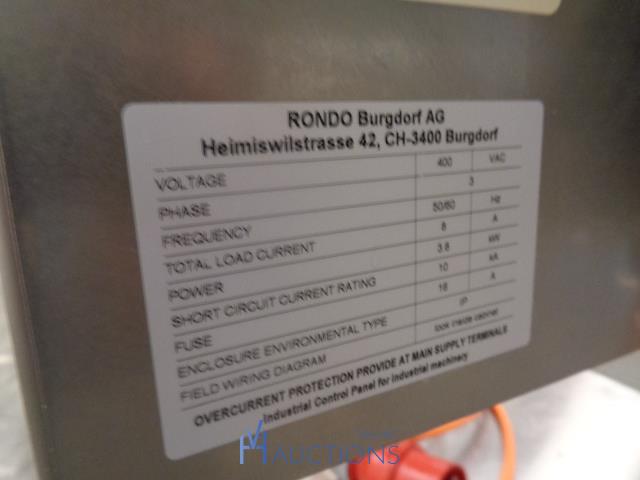 RONDO Burgdorf AG
Heimiswilstrasse 42, CH-3400 Burgdorf
VOLTAGE 400 VAC
PHASE 3
FREQUENCY 50/60 Hz
TOTAL LOAD CURRENT 8 A
POWER 3.8 kW
SHORT CIRCUIT CURRENT RATING 10 kA
FUSE 16 A
ENCLOSURE ENVIRONMENTAL TYPE IP
FIELD WIRING DIAGRAM look inside cabinet
OVERCURRENT PROTECTION PROVIDE AT MAIN SUPPLY TERMINALS
Industrial Control Panel for industrial machinery
AUCTIONS